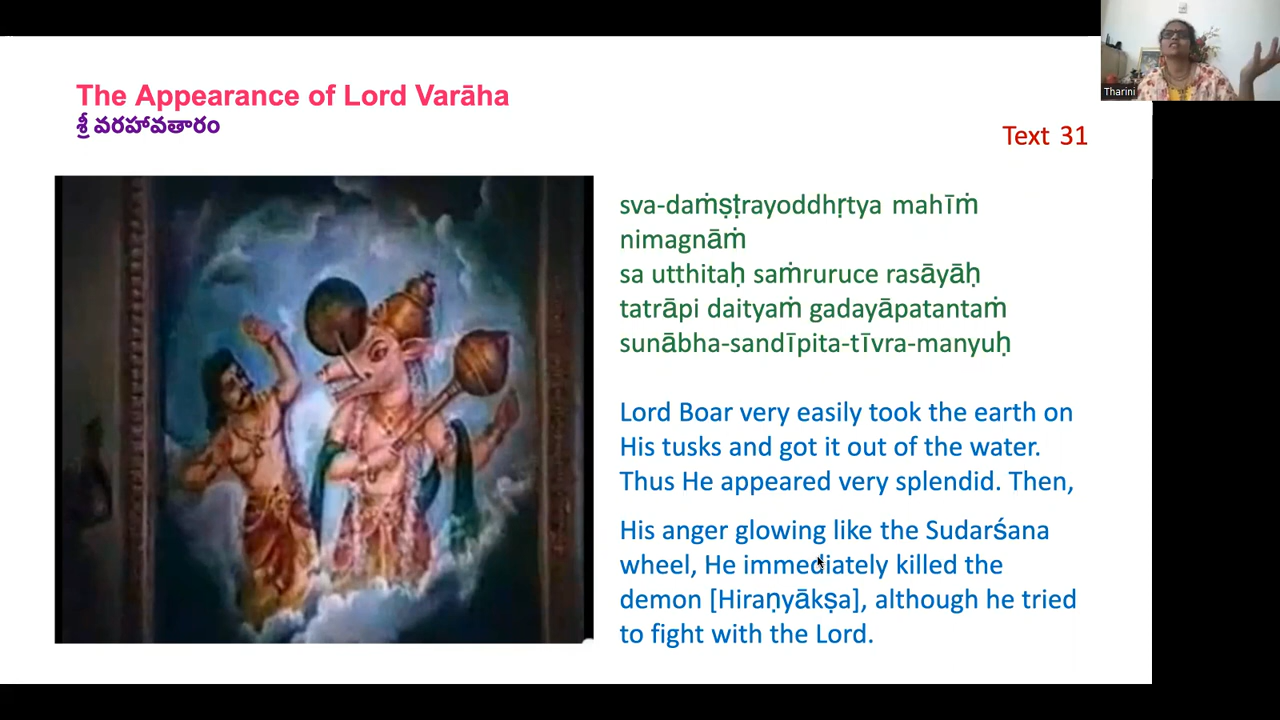 Tharini
The Appearance of Lord Varāha
శ్రీ వరహావతారం
Text 31
sva-daṁṣṭrayoddhṛtya mahīṁ
nimagnāṁ
sa utthitaḥ saṁruruce rasāyāḥ
tatrāpi daityaṁ gadayāpatantaṁ
sunābha-sandīpita-tīvra-manyuḥ
Lord Boar very easily took the earth on
His tusks and got it out of the water.
Thus He appeared very splendid. Then,
His anger glowing like the Sudarśana
wheel, He immediately killed the
demon [Hiraṇyākṣa], although he tried
to fight with the Lord.